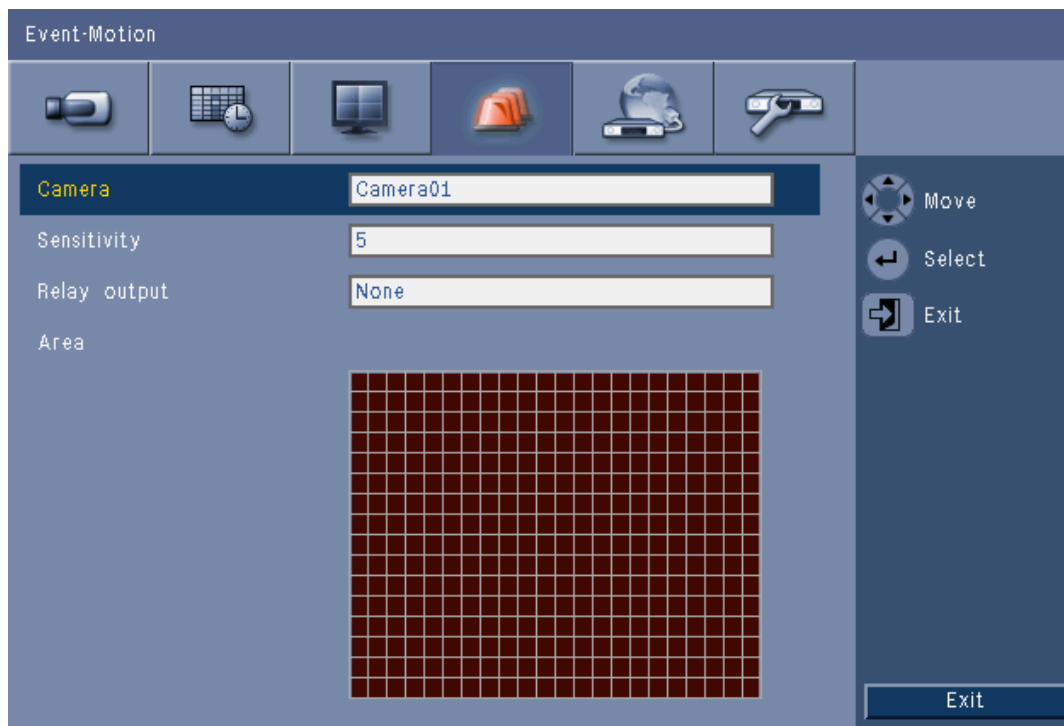 Event-Motion
Camera Camera01
Sensitivity 5
Relay output None
Area
Move
Select
Exit
Exit